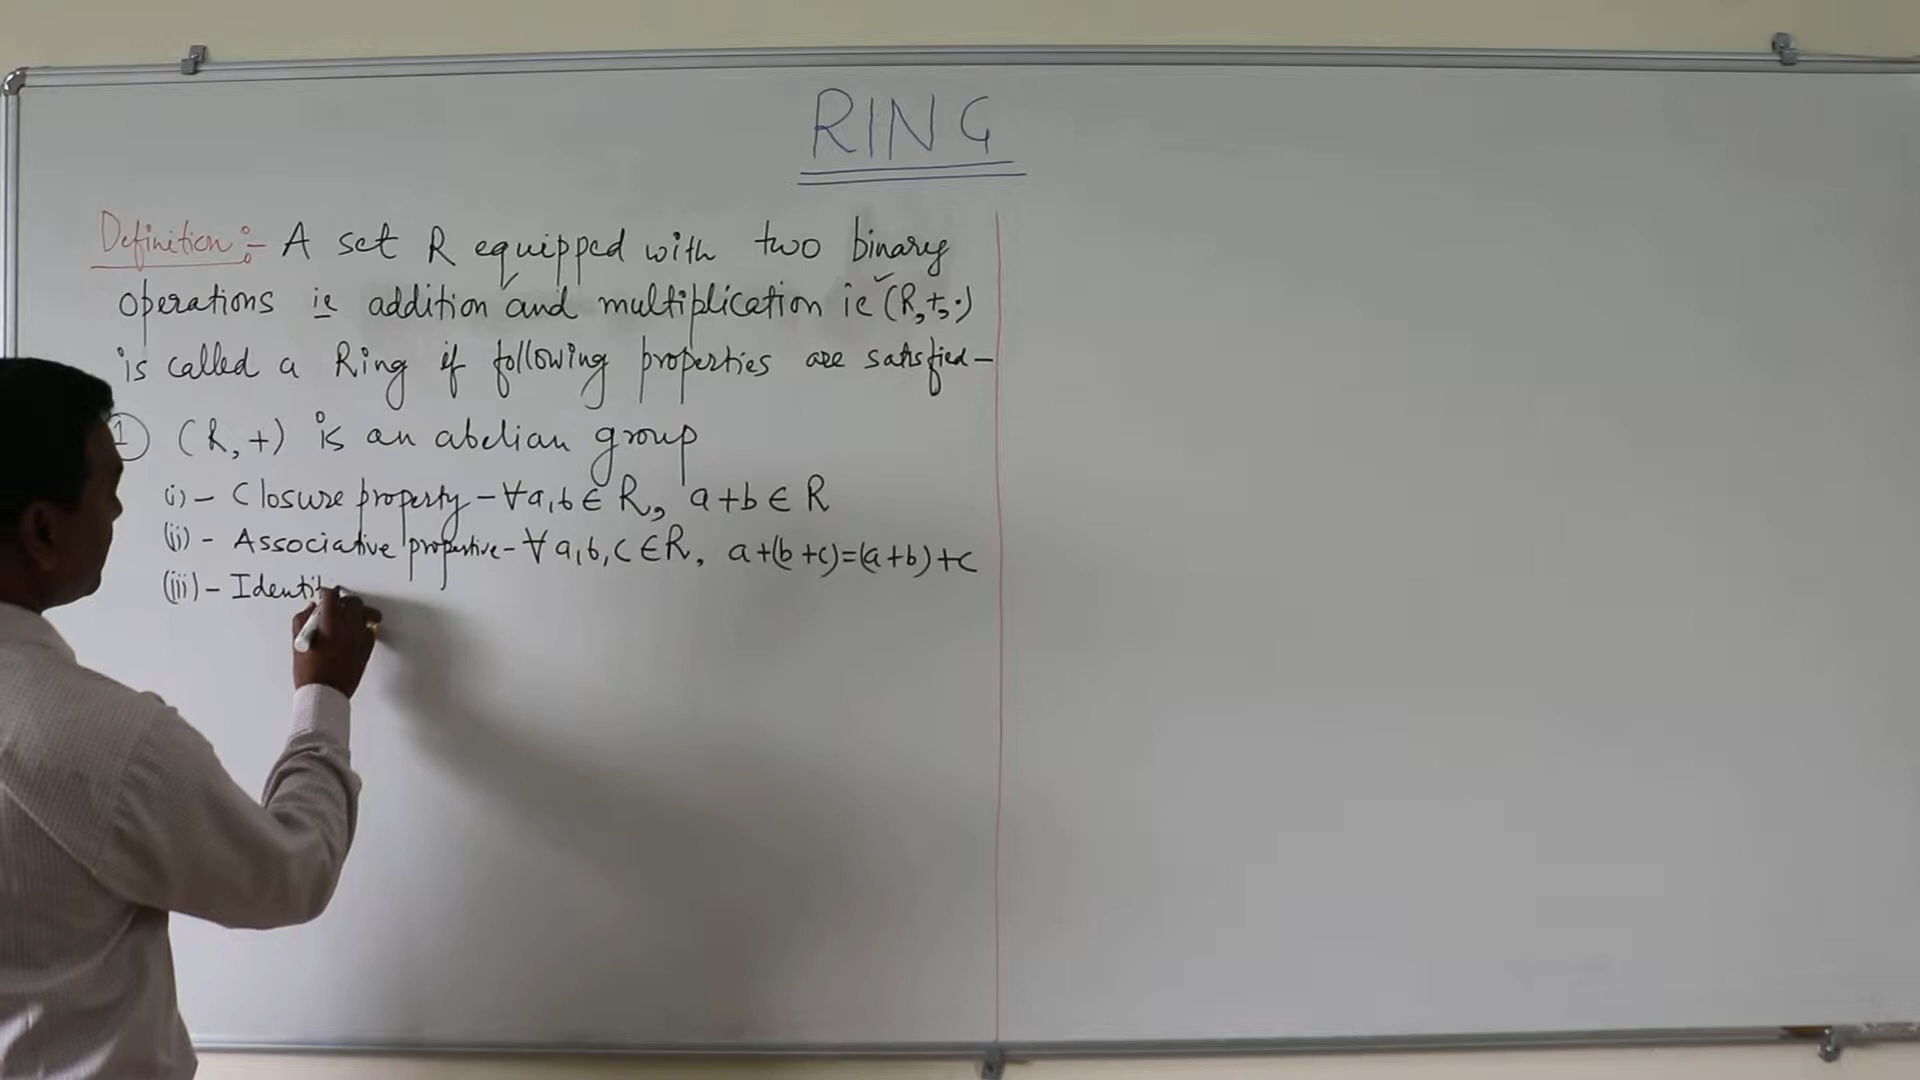 RING
Definition :- A set R equipped with two binary
operations ie addition and multiplication ie (R,+,·)
is called a Ring if following properties are satisfied-
① (R,+) is an abelian group
(i) - Closure property - ∀a,b ∈ R, a+b ∈ R
(ii) - Associative propertive - ∀ a,b,c ∈ R, a+(b+c)=(a+b)+c
(iii) - Identit